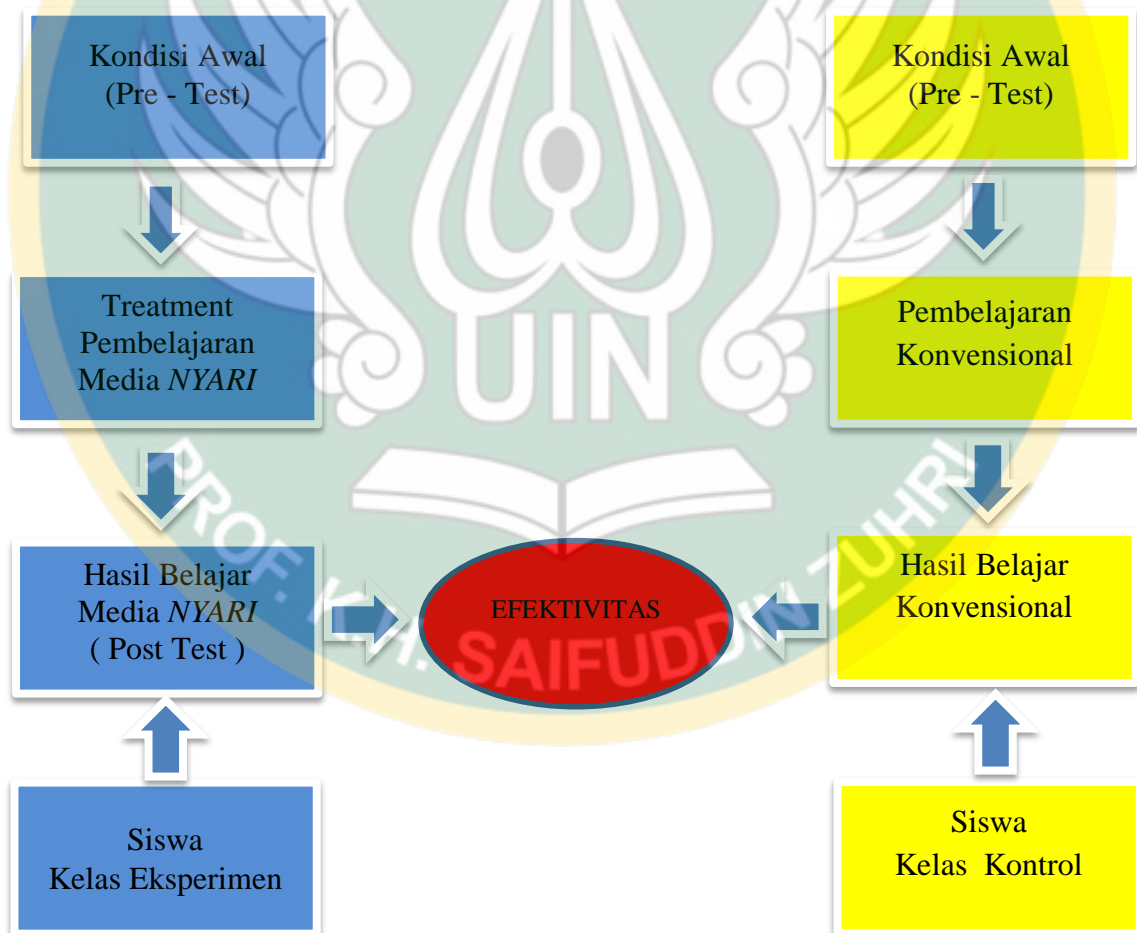 Kondisi Awal
(Pre - Test)
Kondisi Awal
(Pre - Test)
Treatment
Pembelajaran
Media NYARI
Pembelajaran
Konvensional
UIN
PROF. K.H. SAIFUDDIN ZUHRI
Hasil Belajar
Media NYARI
( Post Test )
EFEKTIVITAS
Hasil Belajar
Konvensional
Siswa
Kelas Eksperimen
Siswa
Kelas Kontrol